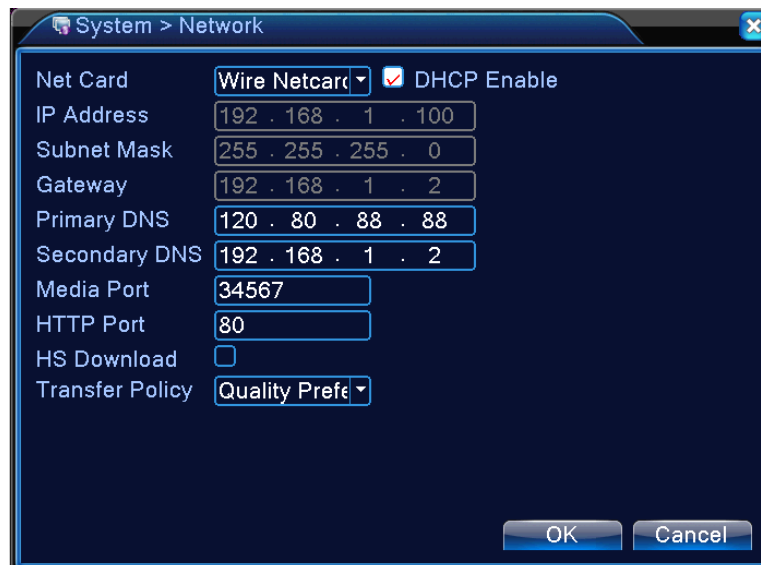 System > Network
Net Card Wire Netcard DHCP Enable
IP Address 192 . 168 . 1 . 100
Subnet Mask 255 . 255 . 255 . 0
Gateway 192 . 168 . 1 . 2
Primary DNS 120 . 80 . 88 . 88
Secondary DNS 192 . 168 . 1 . 2
Media Port 34567
HTTP Port 80
HS Download
Transfer Policy Quality Prefe
OK Cancel